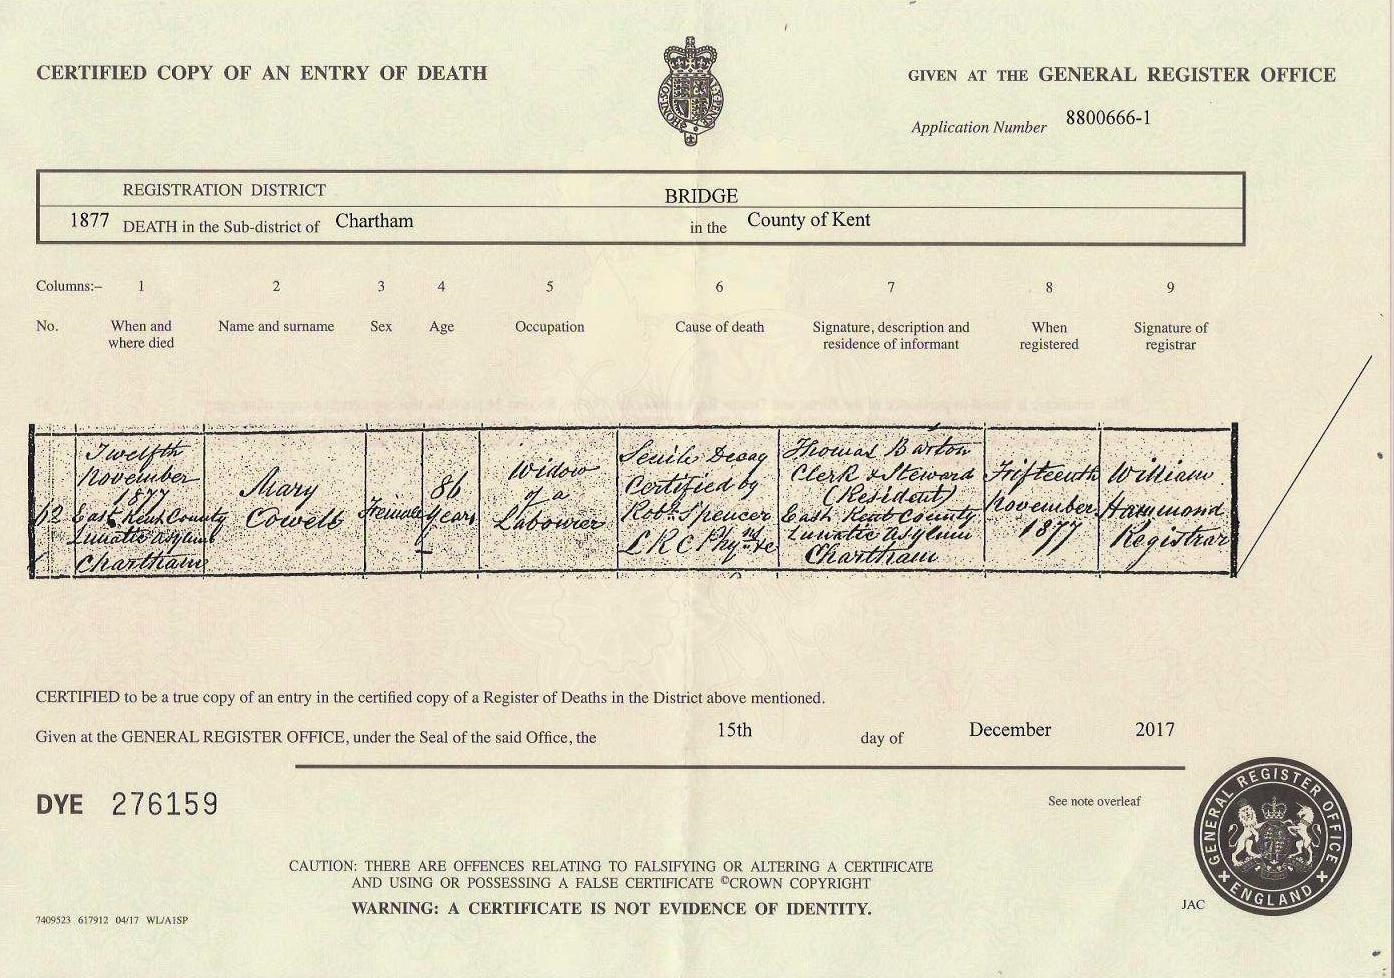 CERTIFIED COPY OF AN ENTRY OF DEATH
GIVEN AT THE GENERAL REGISTER OFFICE
Application Number 8800666-1
REGISTRATION DISTRICT BRIDGE
1877 DEATH in the Sub-district of Chartham in the County of Kent
Columns:– 1 2 3 4 5 6 7 8 9
No. When and where died Name and surname Sex Age Occupation Cause of death Signature, description and residence of informant When registered Signature of registrar
Twelfth
November
1877
East Kent County
Lunatic Asylum
Chartham
Mary
Cowell
Female
86
years
Widow
of a
Labourer
Senile Decay
Certified by
Robt. Spencer
LRC Phy
Thomas Barton
Clerk & Steward
(Resident)
East Kent County
Lunatic Asylum
Chartham
Fifteenth
November
1877
William
Hammond
Registrar
CERTIFIED to be a true copy of an entry in the certified copy of a Register of Deaths in the District above mentioned.
Given at the GENERAL REGISTER OFFICE, under the Seal of the said Office, the 15th day of December 2017
DYE 276159
See note overleaf
GENERAL REGISTER OFFICE
ENGLAND
CAUTION: THERE ARE OFFENCES RELATING TO FALSIFYING OR ALTERING A CERTIFICATE
AND USING OR POSSESSING A FALSE CERTIFICATE ©CROWN COPYRIGHT
WARNING: A CERTIFICATE IS NOT EVIDENCE OF IDENTITY.
JAC
7409523 617912 04/17 WL/A1SP